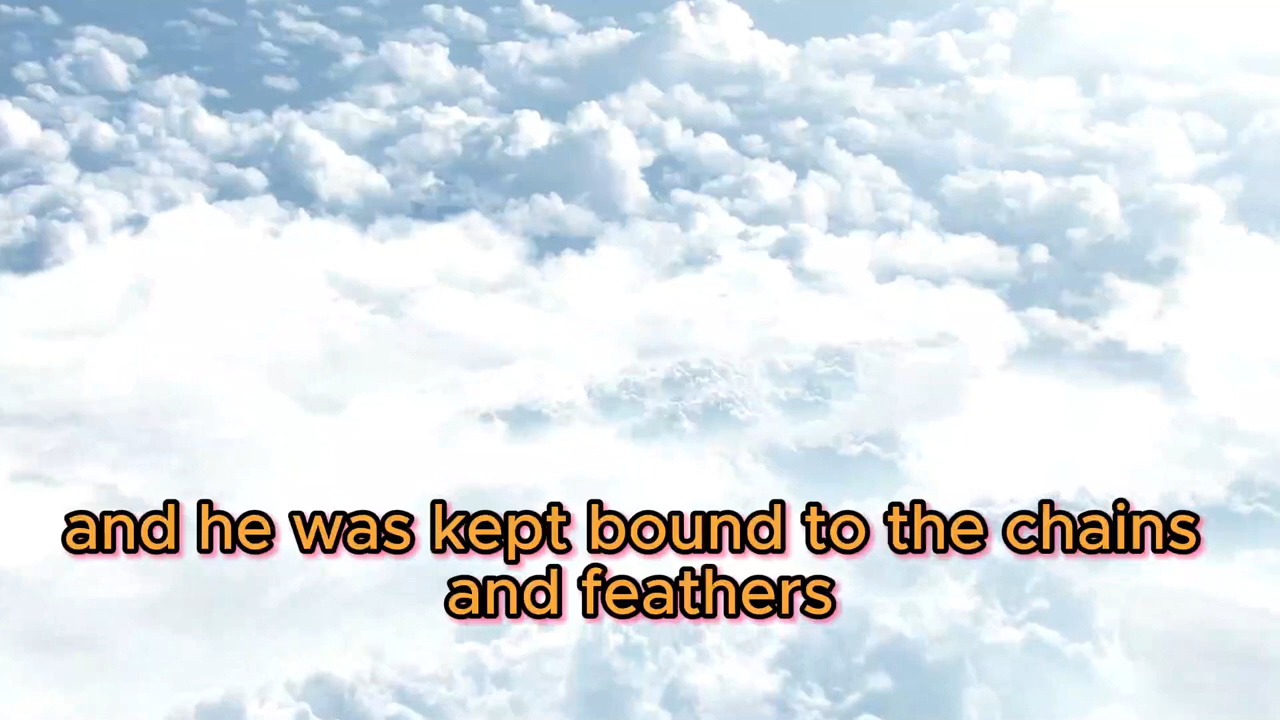 and he was kept bound to the chains
and feathers